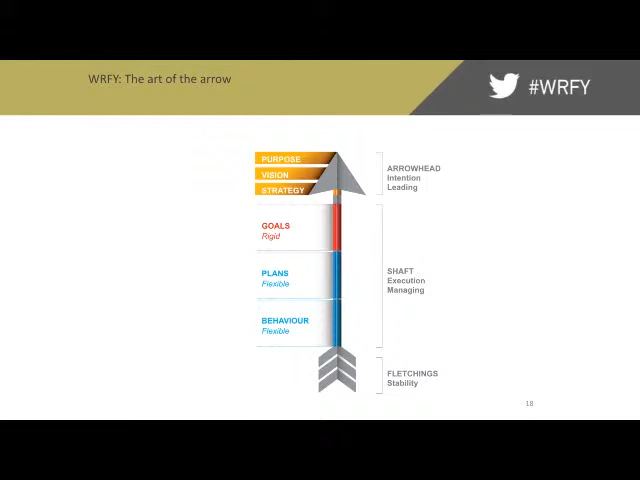 WRFY: The art of the arrow
#WRFY
PURPOSE
VISION
STRATEGY
ARROWHEAD
Intention
Leading
GOALS
Rigid
PLANS
Flexible
BEHAVIOUR
Flexible
SHAFT
Execution
Managing
FLETCHINGS
Stability
18